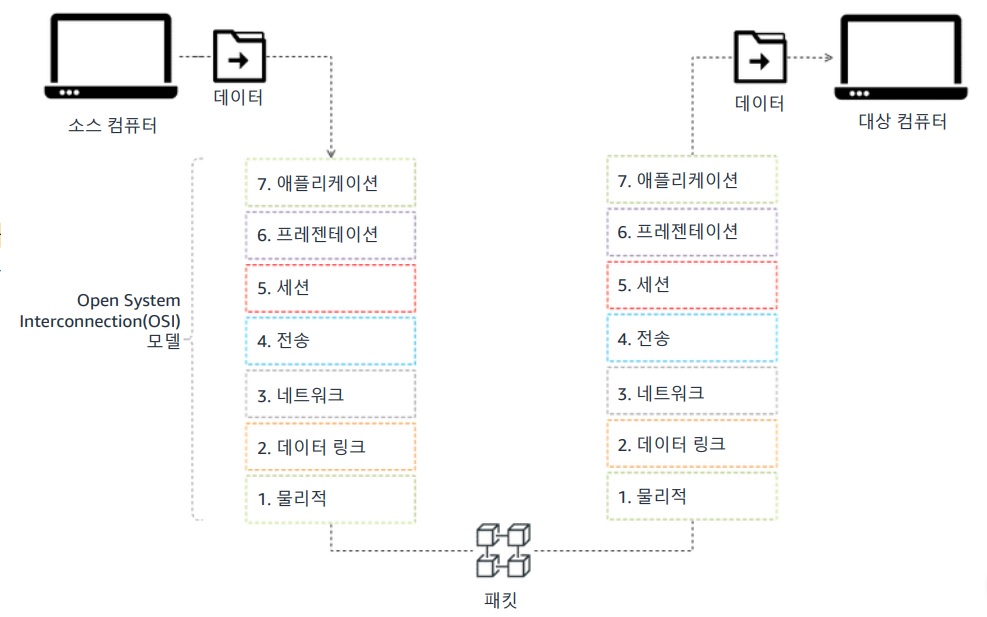 데이터
소스 컴퓨터
데이터
대상 컴퓨터
Open System
Interconnection(OSI)
모델
7. 애플리케이션
6. 프레젠테이션
5. 세션
4. 전송
3. 네트워크
2. 데이터 링크
1. 물리적
7. 애플리케이션
6. 프레젠테이션
5. 세션
4. 전송
3. 네트워크
2. 데이터 링크
1. 물리적
패킷